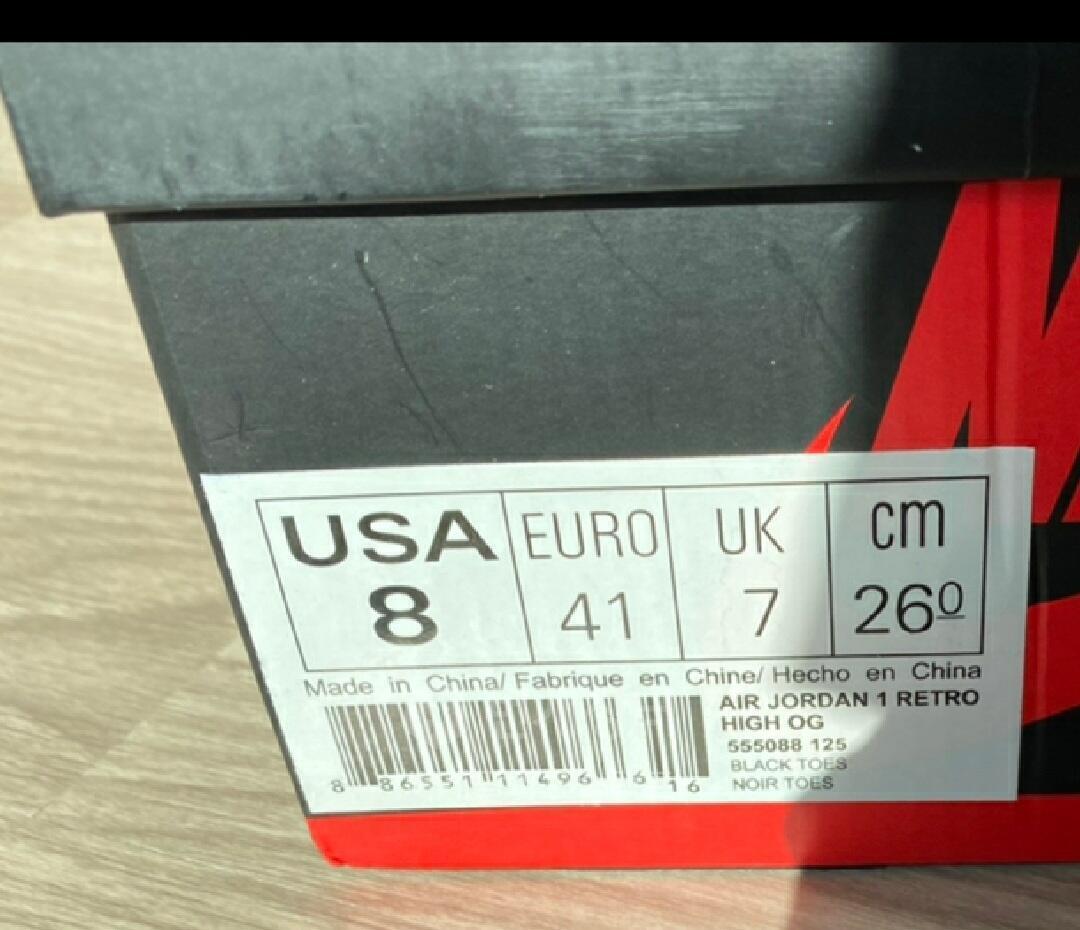 USA EURO UK cm
8 41 7 26⁰
Made in China/ Fabrique en Chine/ Hecho en China
AIR JORDAN 1 RETRO
HIGH OG
555088 125
BLACK TOES
NOIR TOES
8 86551 11496 6 16